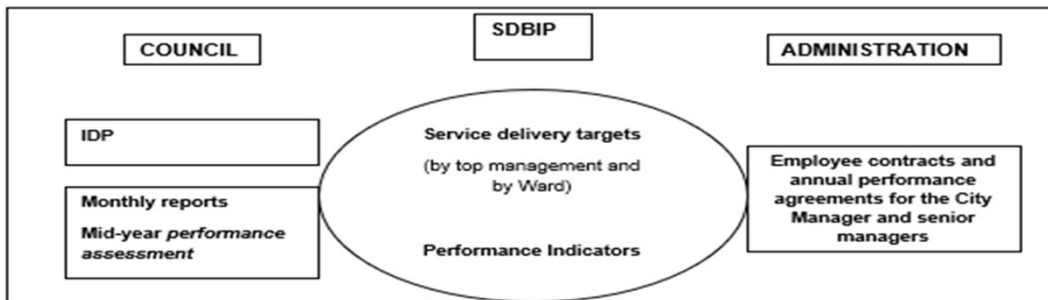 SDBIP
COUNCIL
ADMINISTRATION
IDP
Monthly reports
Mid-year performance
assessment
Service delivery targets
(by top management and
by Ward)
Performance Indicators
Employee contracts and
annual performance
agreements for the City
Manager and senior
managers